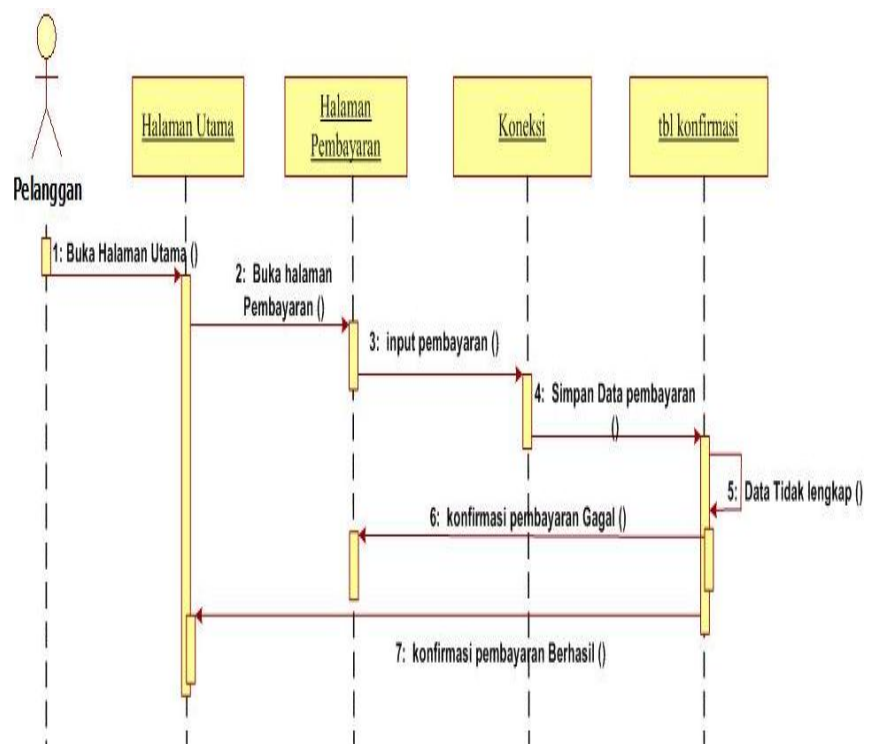 Pelanggan
Halaman Utama
Halaman
Pembayaran
Koneksi
tbl konfirmasi
1: Buka Halaman Utama ()
2: Buka halaman
Pembayaran ()
3: input pembayaran ()
4: Simpan Data pembayaran
()
5: Data Tidak lengkap ()
6: konfirmasi pembayaran Gagal ()
7: konfirmasi pembayaran Berhasil ()